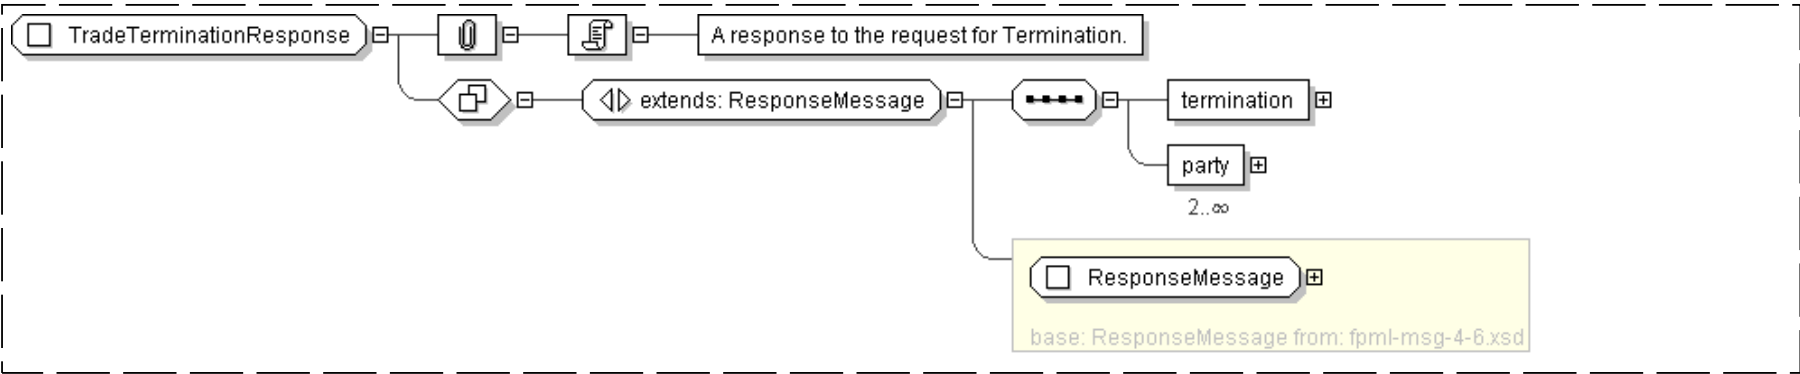 TradeTerminationResponse
A response to the request for Termination.
extends: ResponseMessage
termination
party
2..∞
ResponseMessage
base: ResponseMessage from: fpml-msg-4-6.xsd